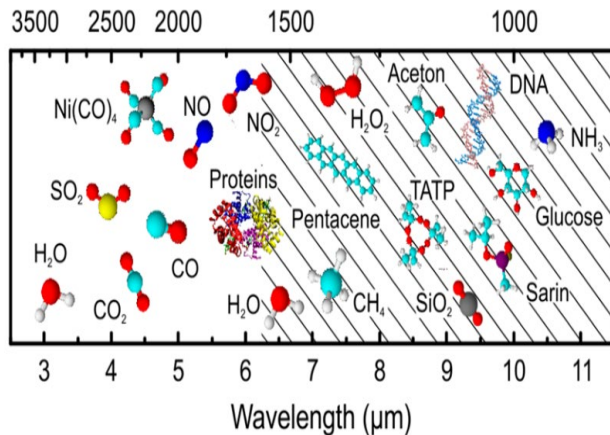 3500 2500 2000 1500 1000
Ni(CO)₄
NO
NO₂
H₂O₂
Aceton
DNA
NH₃
SO₂
Proteins
Pentacene
TATP
Glucose
H₂O
CO
CO₂
H₂O
CH₄
SiO₂
Sarin
3 4 5 6 7 8 9 10 11
Wavelength (μm)